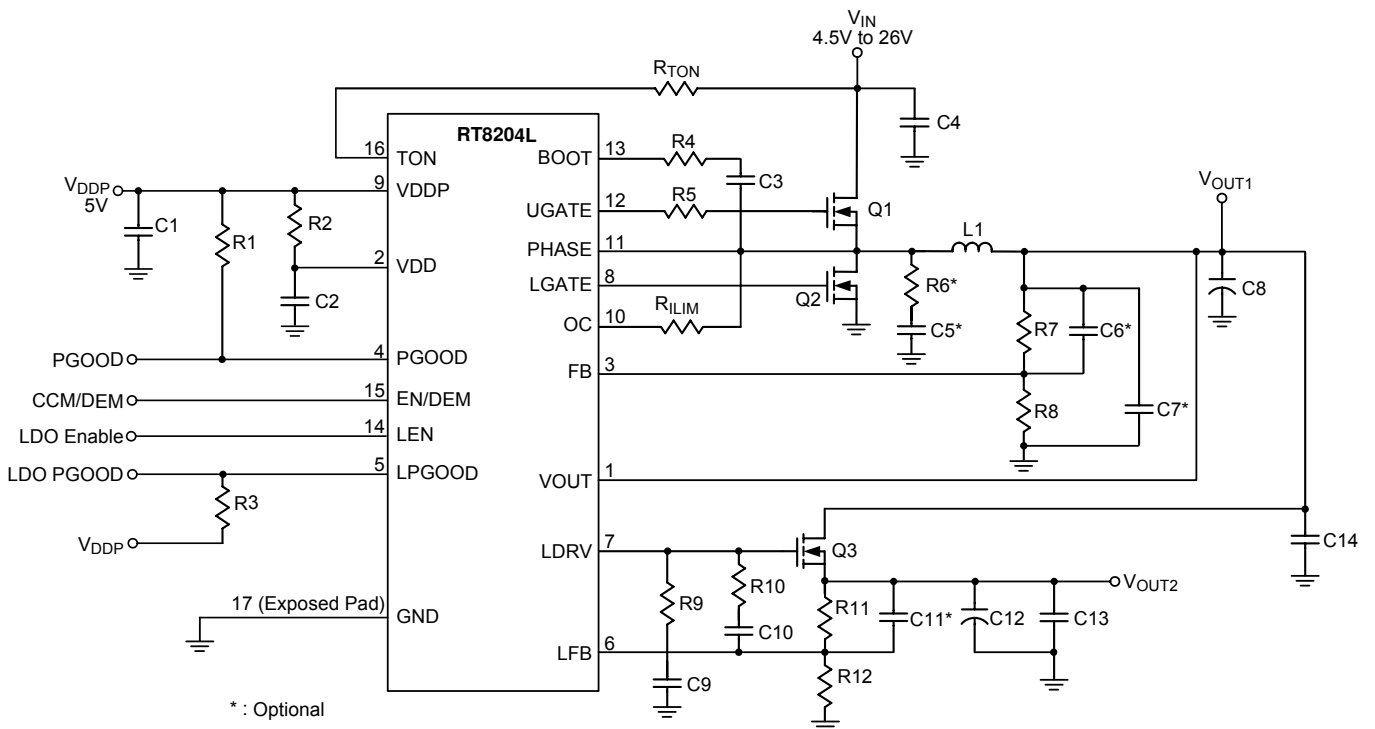 VIN
4.5V to 26V
RTON
C4
RT8204L
16 TON
BOOT 13
R4
C3
VDDP
5V
9 VDDP
C1
R1
R2
UGATE 12
R5
Q1
VOUT1
PHASE 11
L1
2 VDD
C2
LGATE 8
Q2
R6*
C8
OC 10
RILIM
C5*
R7
C6*
PGOOD
4 PGOOD
FB 3
CCM/DEM
15 EN/DEM
R8
C7*
LDO Enable
14 LEN
LDO PGOOD
5 LPGOOD
VOUT 1
R3
VDDP
LDRV 7
Q3
C14
VOUT2
R9
R10
R11
C11*
C12
C13
17 (Exposed Pad)
GND
C10
LFB 6
R12
C9
* : Optional